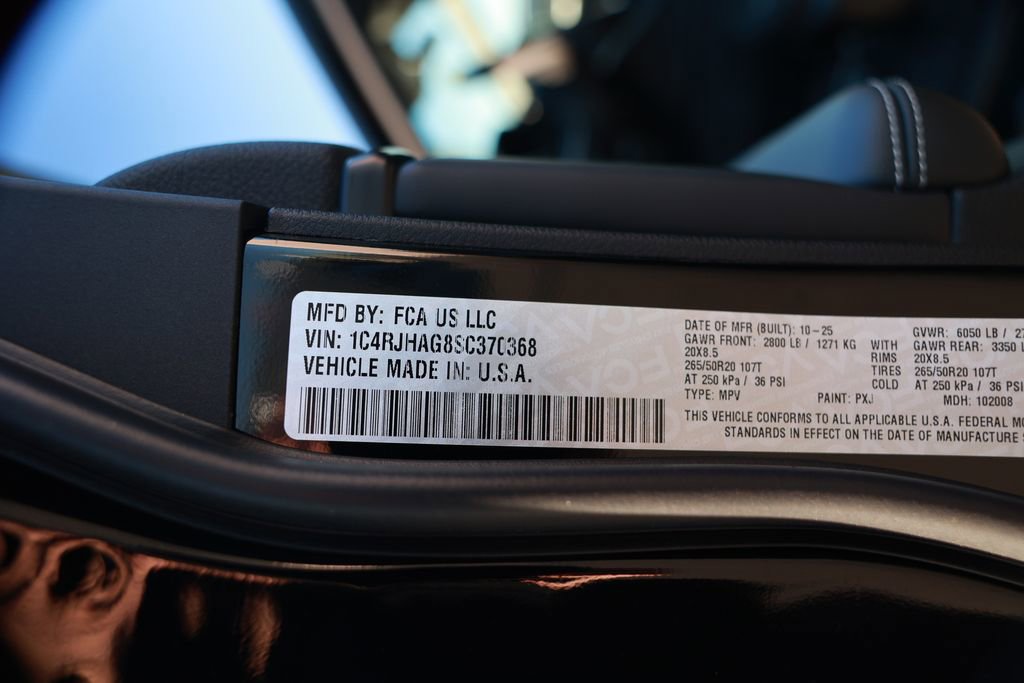 MFD BY: FCA US LLC
VIN: 1C4RJHAG8SC370368
VEHICLE MADE IN: U.S.A.
DATE OF MFR (BUILT): 10-25
GAWR FRONT: 2800 LB / 1271 KG
20X8.5
265/50R20 107T
AT 250 kPa / 36 PSI
TYPE: MPV
PAINT: PXJ
WITH
RIMS
TIRES
COLD
GVWR: 6050 LB /
GAWR REAR: 3350
20X8.5
265/50R20 107T
AT 250 kPa / 36 PSI
MDH: 102008
THIS VEHICLE CONFORMS TO ALL APPLICABLE U.S.A. FEDERAL
STANDARDS IN EFFECT ON THE DATE OF MANUFACTURE